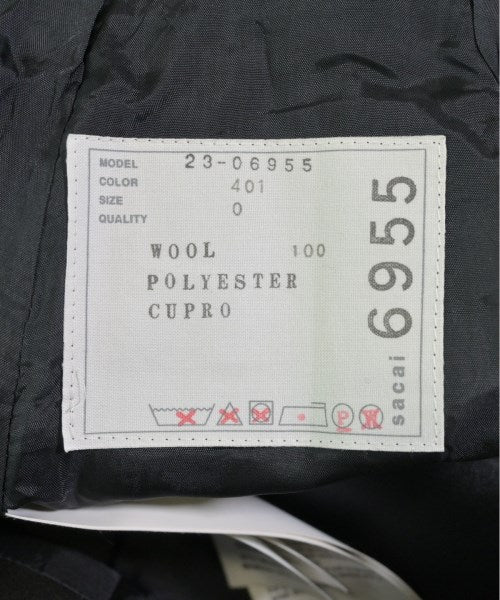 MODEL 23-06955
COLOR 401
SIZE 0
QUALITY
WOOL 100
POLYESTER
CUPRO
P
W
sacai 6955